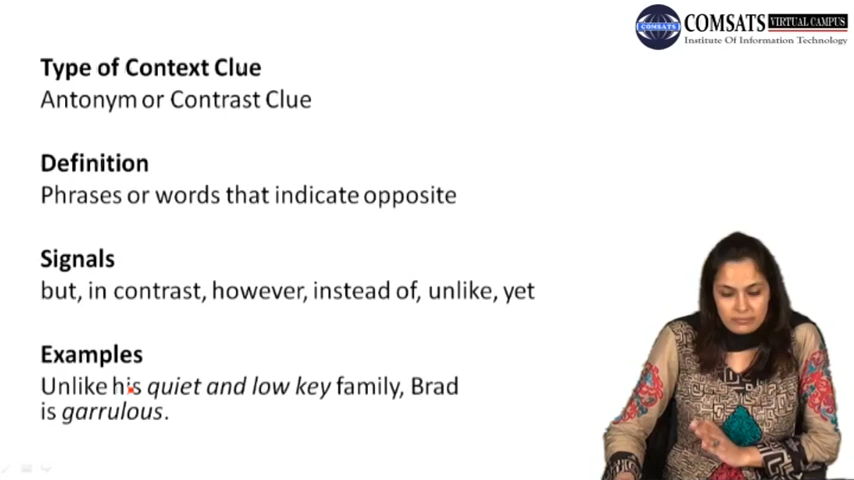 COMSATS VIRTUAL CAMPUS
COMSATS
Institute Of Information Technology
Type of Context Clue
Antonym or Contrast Clue
Definition
Phrases or words that indicate opposite
Signals
but, in contrast, however, instead of, unlike, yet
Examples
Unlike his quiet and low key family, Brad
is garrulous.